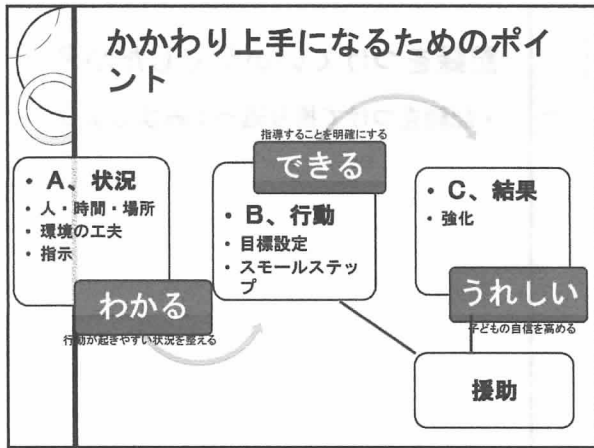 かかわり上手になるためのポイ
ント
・A、状況
・人・時間・場所
・環境の工夫
・指示
わかる
行動が起きやすい状況を整える
指導することを明確にする
できる
・B、行動
・目標設定
・スモールステッ
プ
・C、結果
・強化
うれしい
子どもの自信を高める
援助